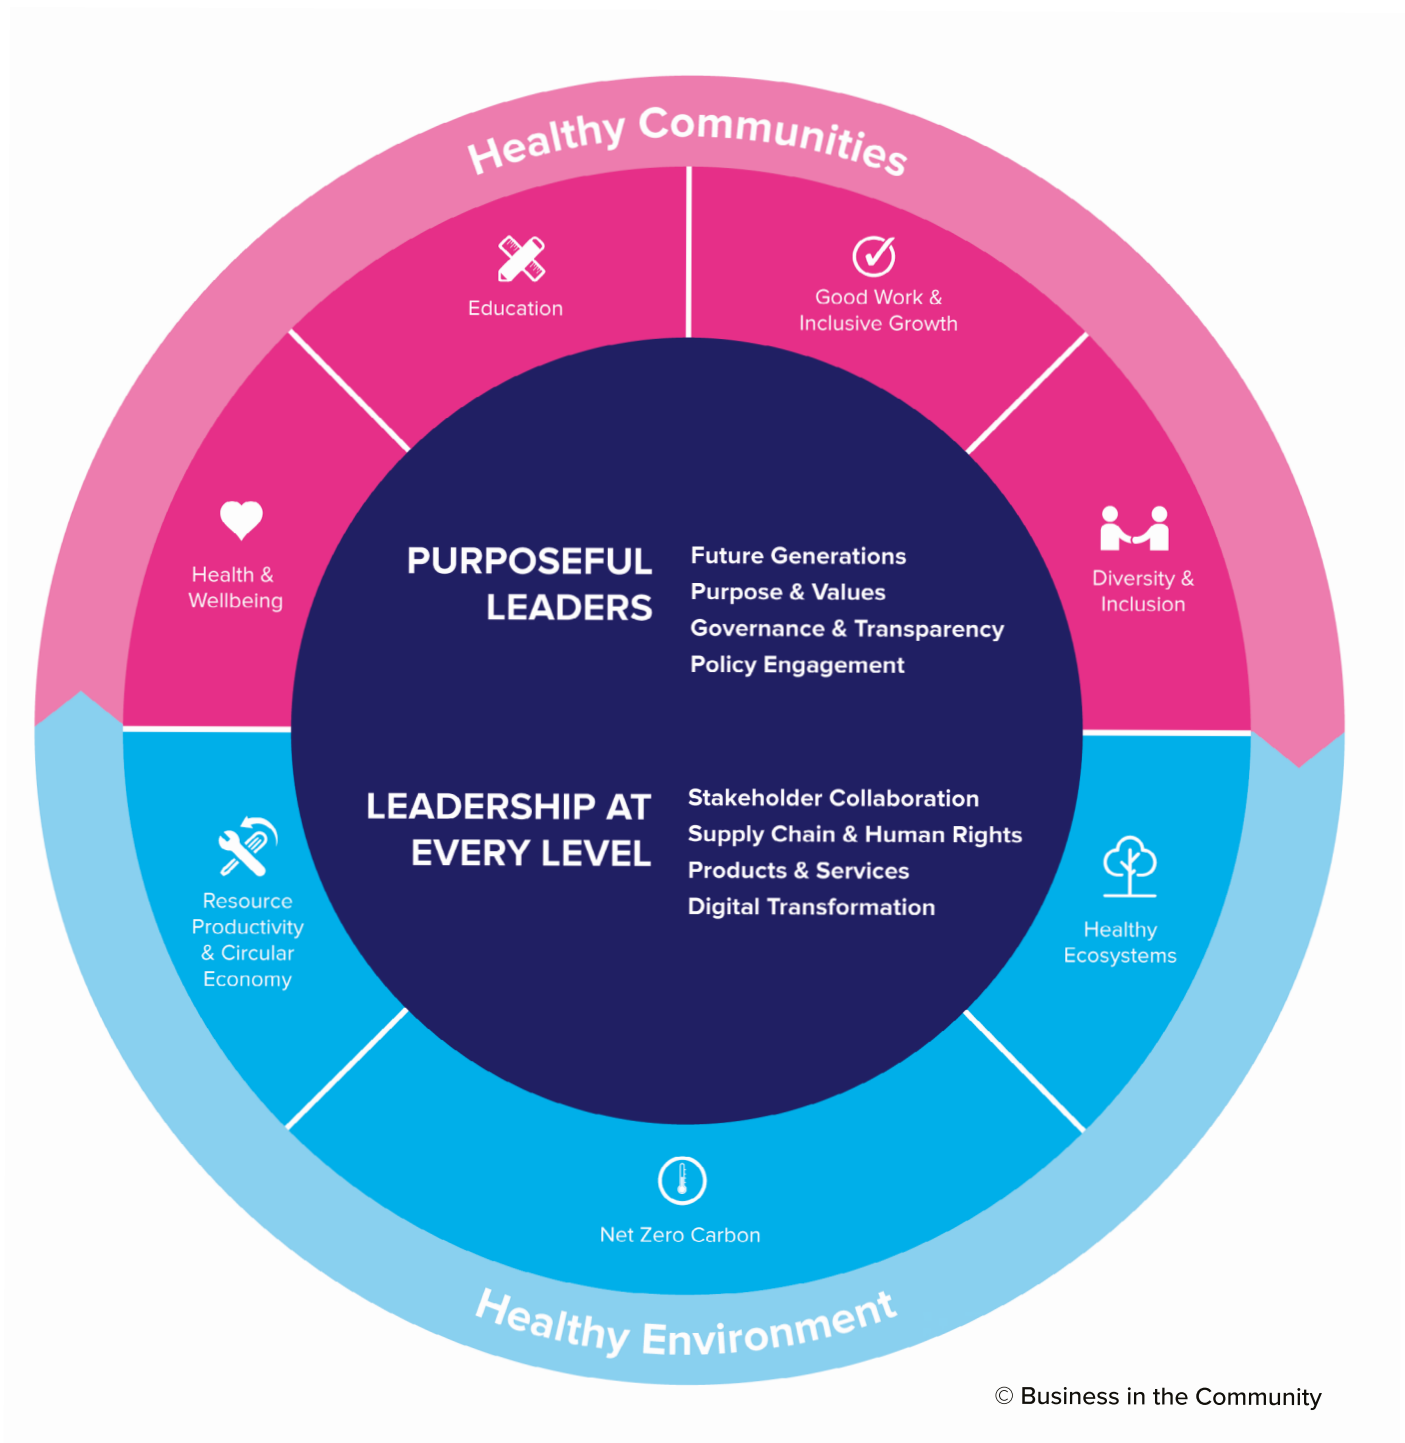 Healthy Communities
Education
Good Work &
Inclusive Growth
Health &
Wellbeing
Diversity &
Inclusion
PURPOSEFUL
LEADERS
Future Generations
Purpose & Values
Governance & Transparency
Policy Engagement
LEADERSHIP AT
EVERY LEVEL
Stakeholder Collaboration
Supply Chain & Human Rights
Products & Services
Digital Transformation
Resource
Productivity
& Circular
Economy
Healthy
Ecosystems
Net Zero Carbon
Healthy Environment
© Business in the Community